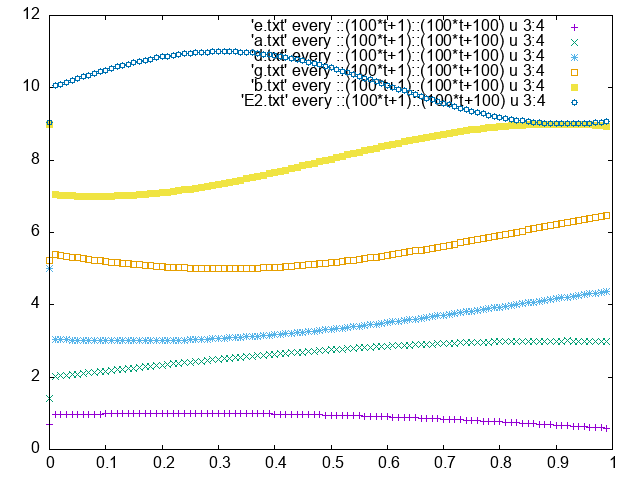 12
10
8
6
4
2
0
'e.txt' every ::(100*t+1)::(100*t+100) u 3:4
'a.txt' every ::(100*t+1)::(100*t+100) u 3:4
'd.txt' every ::(100*t+1)::(100*t+100) u 3:4
'g.txt' every ::(100*t+1)::(100*t+100) u 3:4
'b.txt' every ::(100*t+1)::(100*t+100) u 3:4
'E2.txt' every ::(100*t+1)::(100*t+100) u 3:4
0 0.1 0.2 0.3 0.4 0.5 0.6 0.7 0.8 0.9 1